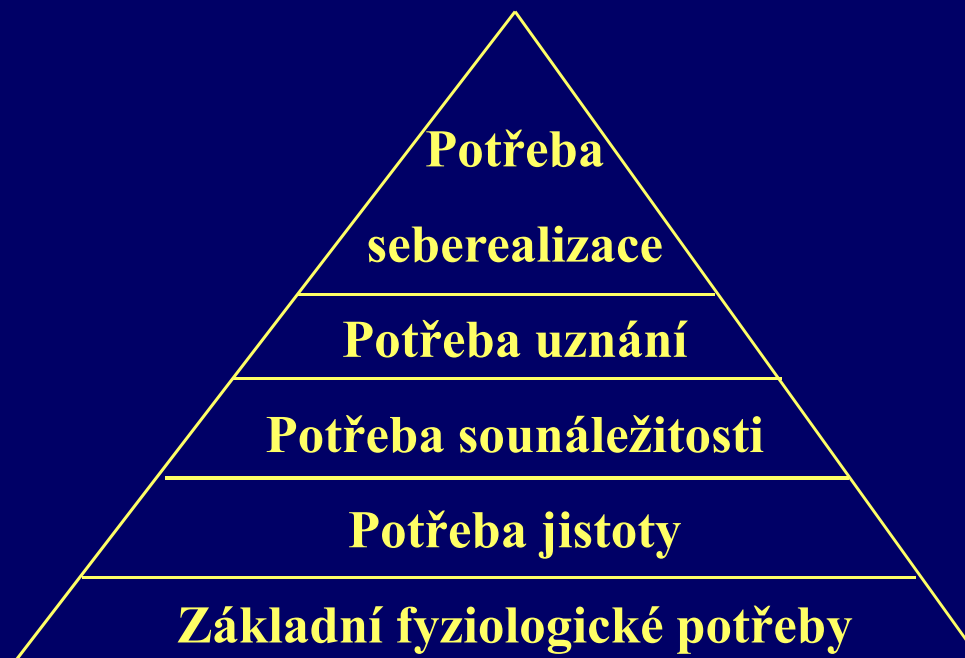 Potřeba
seberealizace
Potřeba uznání
Potřeba sounáležitosti
Potřeba jistoty
Základní fyziologické potřeby